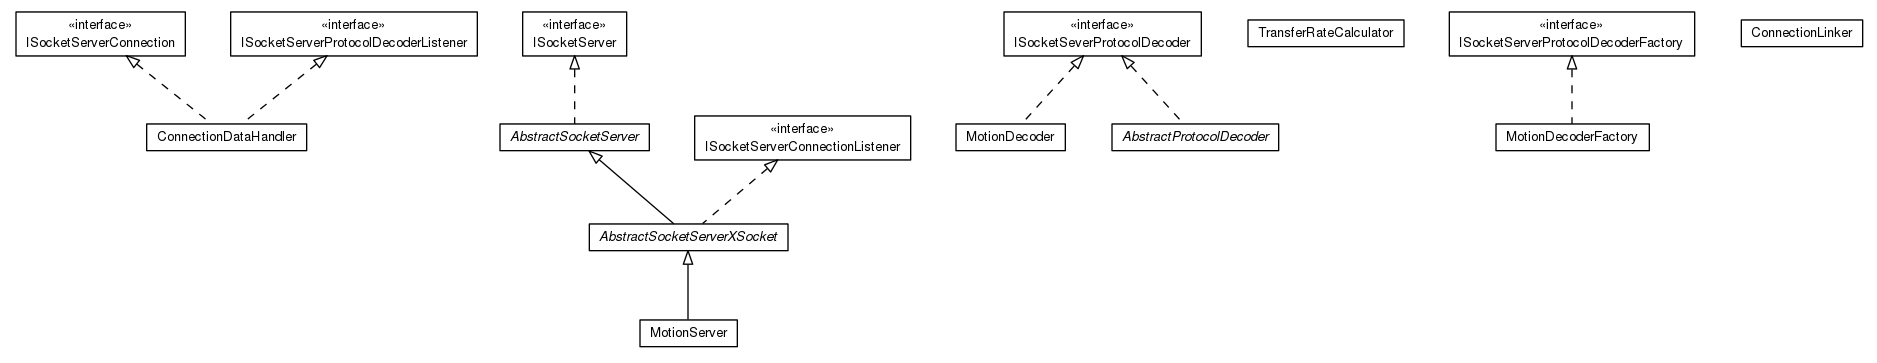 «interface»
ISocketServerConnection
«interface»
ISocketServerProtocolDecoderListener
«interface»
ISocketServer
«interface»
ISocketSeverProtocolDecoder
TransferRateCalculator
«interface»
ISocketServerProtocolDecoderFactory
ConnectionLinker
ConnectionDataHandler
AbstractSocketServer
«interface»
ISocketServerConnectionListener
MotionDecoder
AbstractProtocolDecoder
MotionDecoderFactory
AbstractSocketServerXSocket
MotionServer